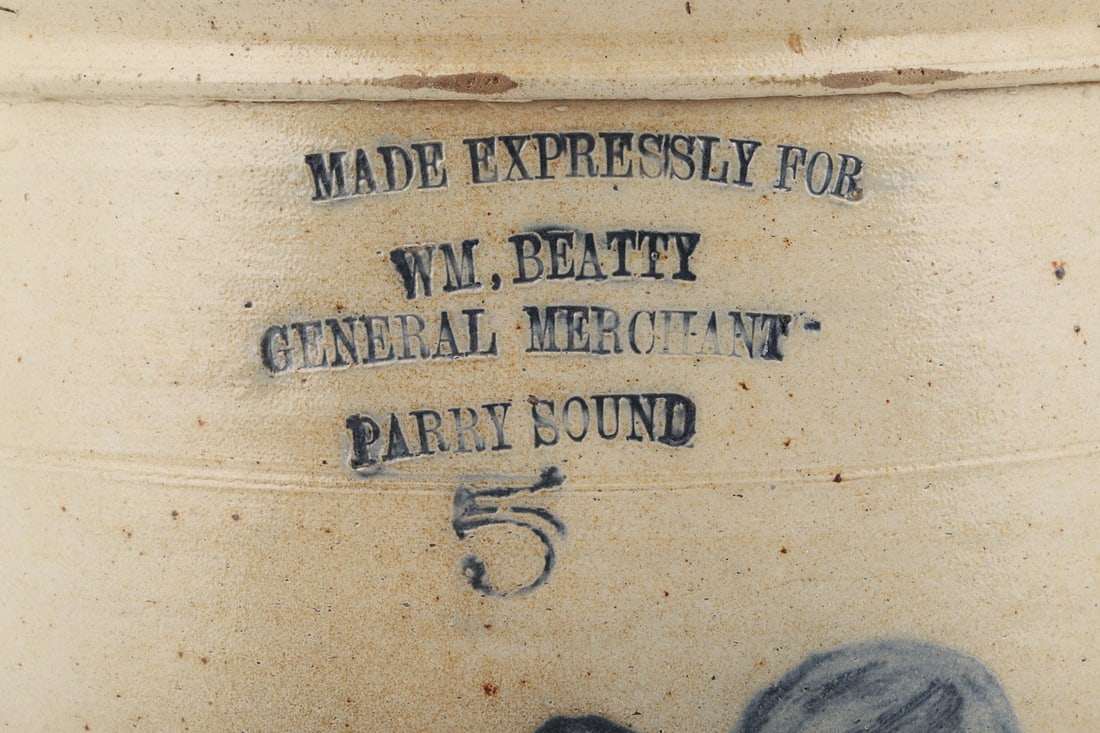 MADE EXPRESSLY FOR
WM, BEATTY
GENERAL MERCHANT
PARRY SOUND
5